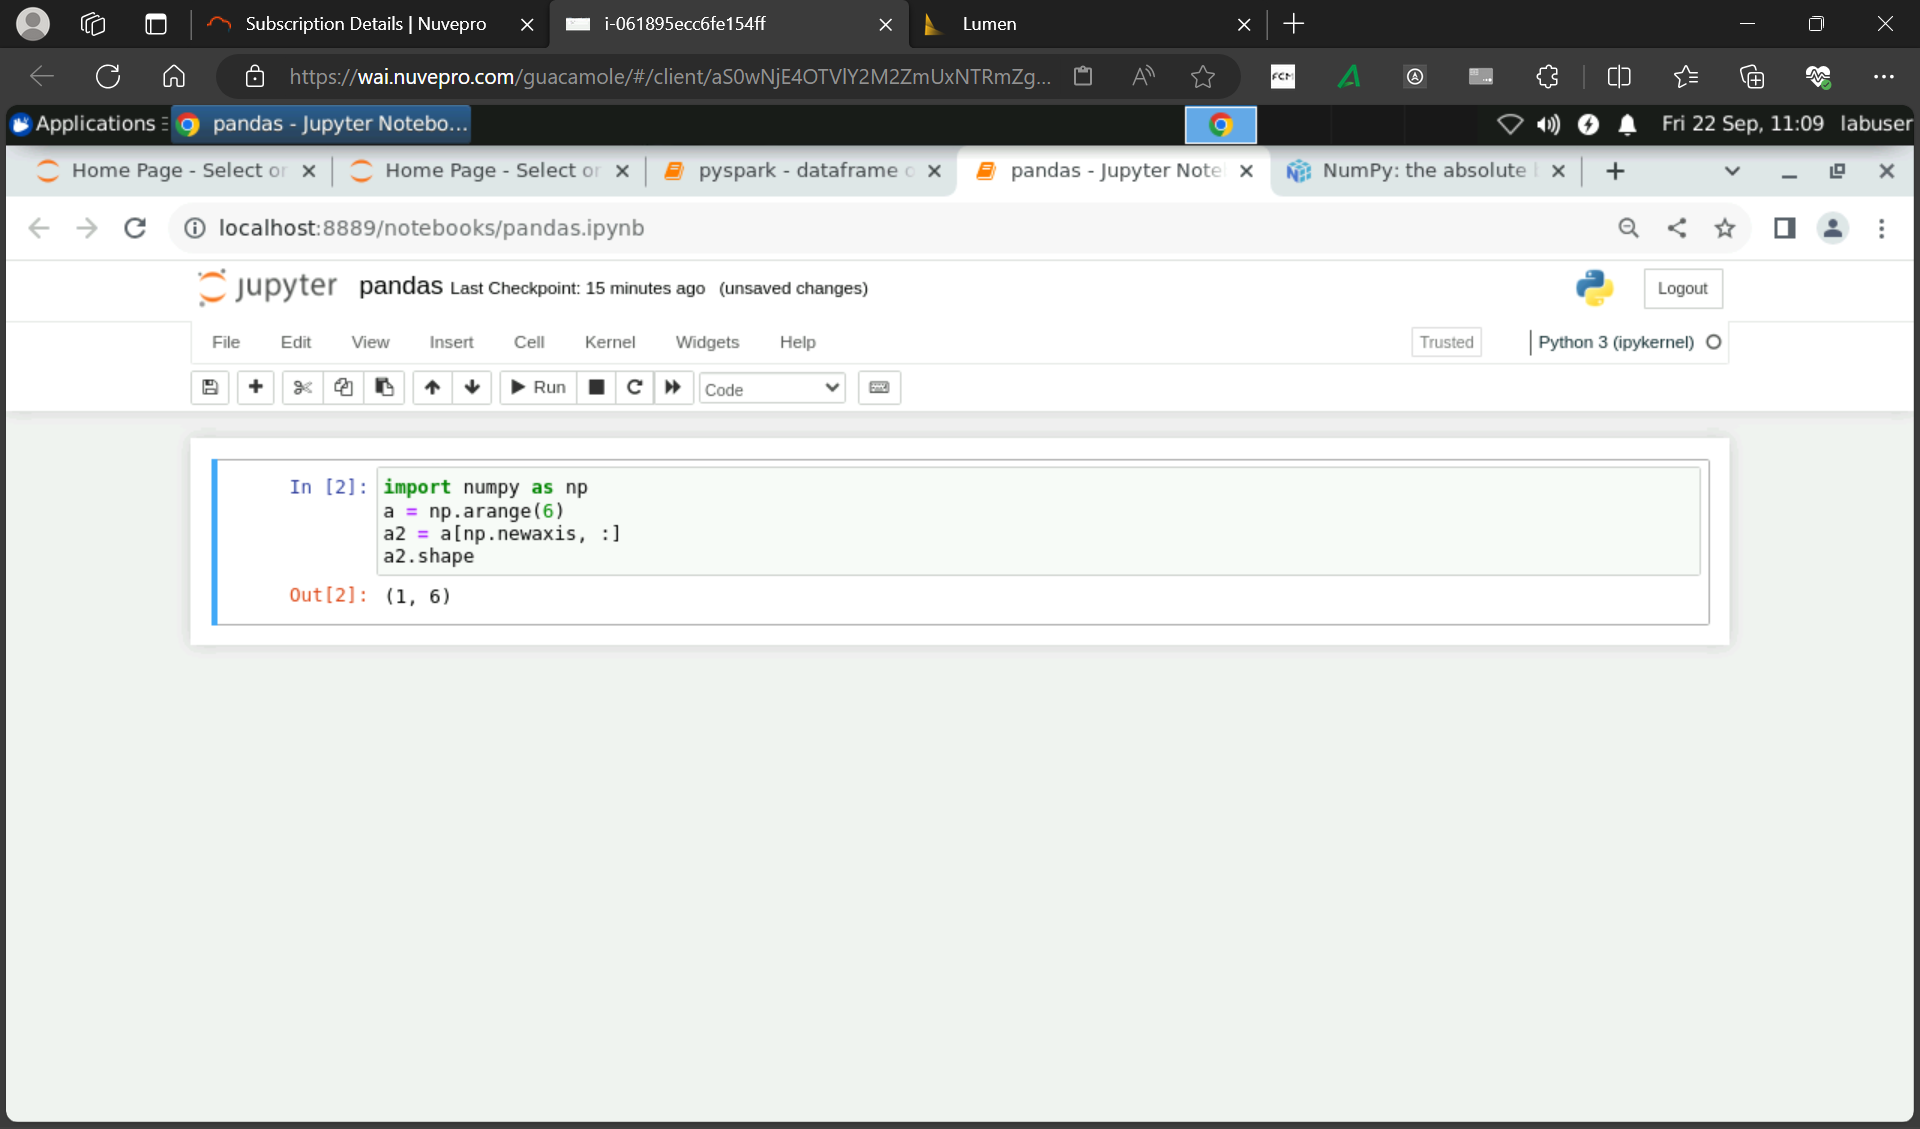 Subscription Details | Nuvepro
i-061895ecc6fe154ff
Lumen
https://wai.nuvepro.com/guacamole/#/client/aS0wNjE4OTVlY2M2ZmUxNTRmZg...
FCM
Applications
pandas - Jupyter Notebo...
Fri 22 Sep, 11:09 labuser
Home Page - Select or
Home Page - Select or
pyspark - dataframe
pandas - Jupyter Note
NumPy: the absolute
localhost:8889/notebooks/pandas.ipynb
jupyter pandas Last Checkpoint: 15 minutes ago (unsaved changes)
Logout
File Edit View Insert Cell Kernel Widgets Help
Trusted
Python 3 (ipykernel)
Run
Code
In [2]: import numpy as np
a = np.arange(6)
a2 = a[np.newaxis, :]
a2.shape
Out[2]: (1, 6)